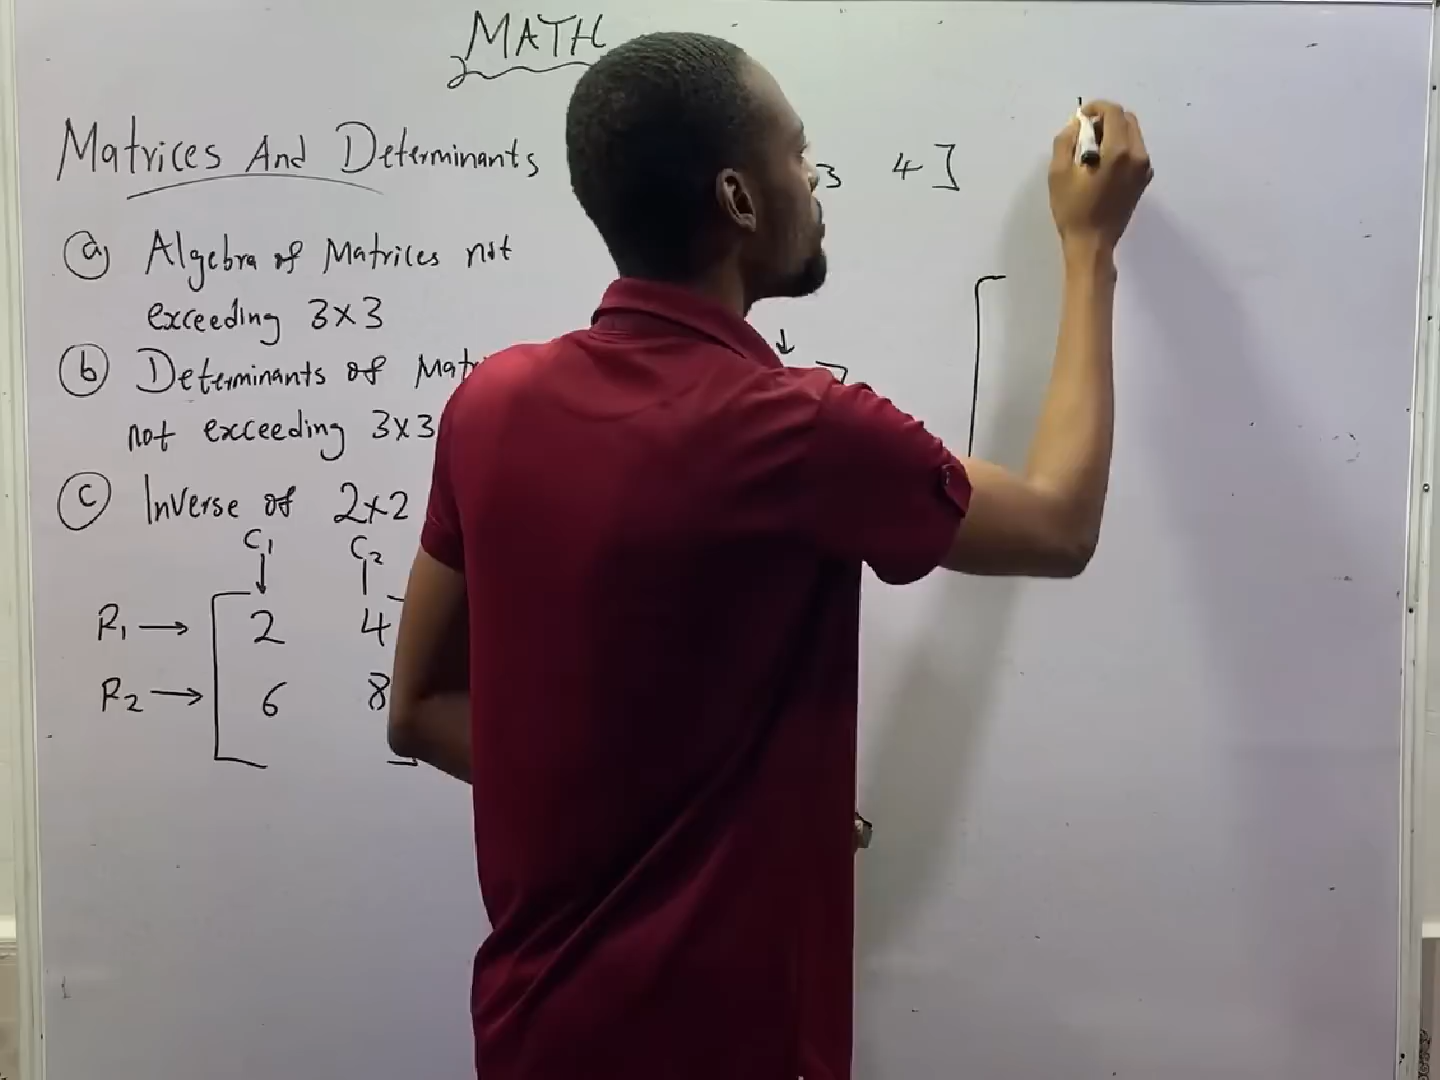 MATH
Matrices And Determinants
3 4]
(a) Algebra of Matrices not
exceeding 3x3
(b) Determinants of
not exceeding 3x3
(c) Inverse of 2x2
C1 C2
R1 → 2 4
R2 → 6 8